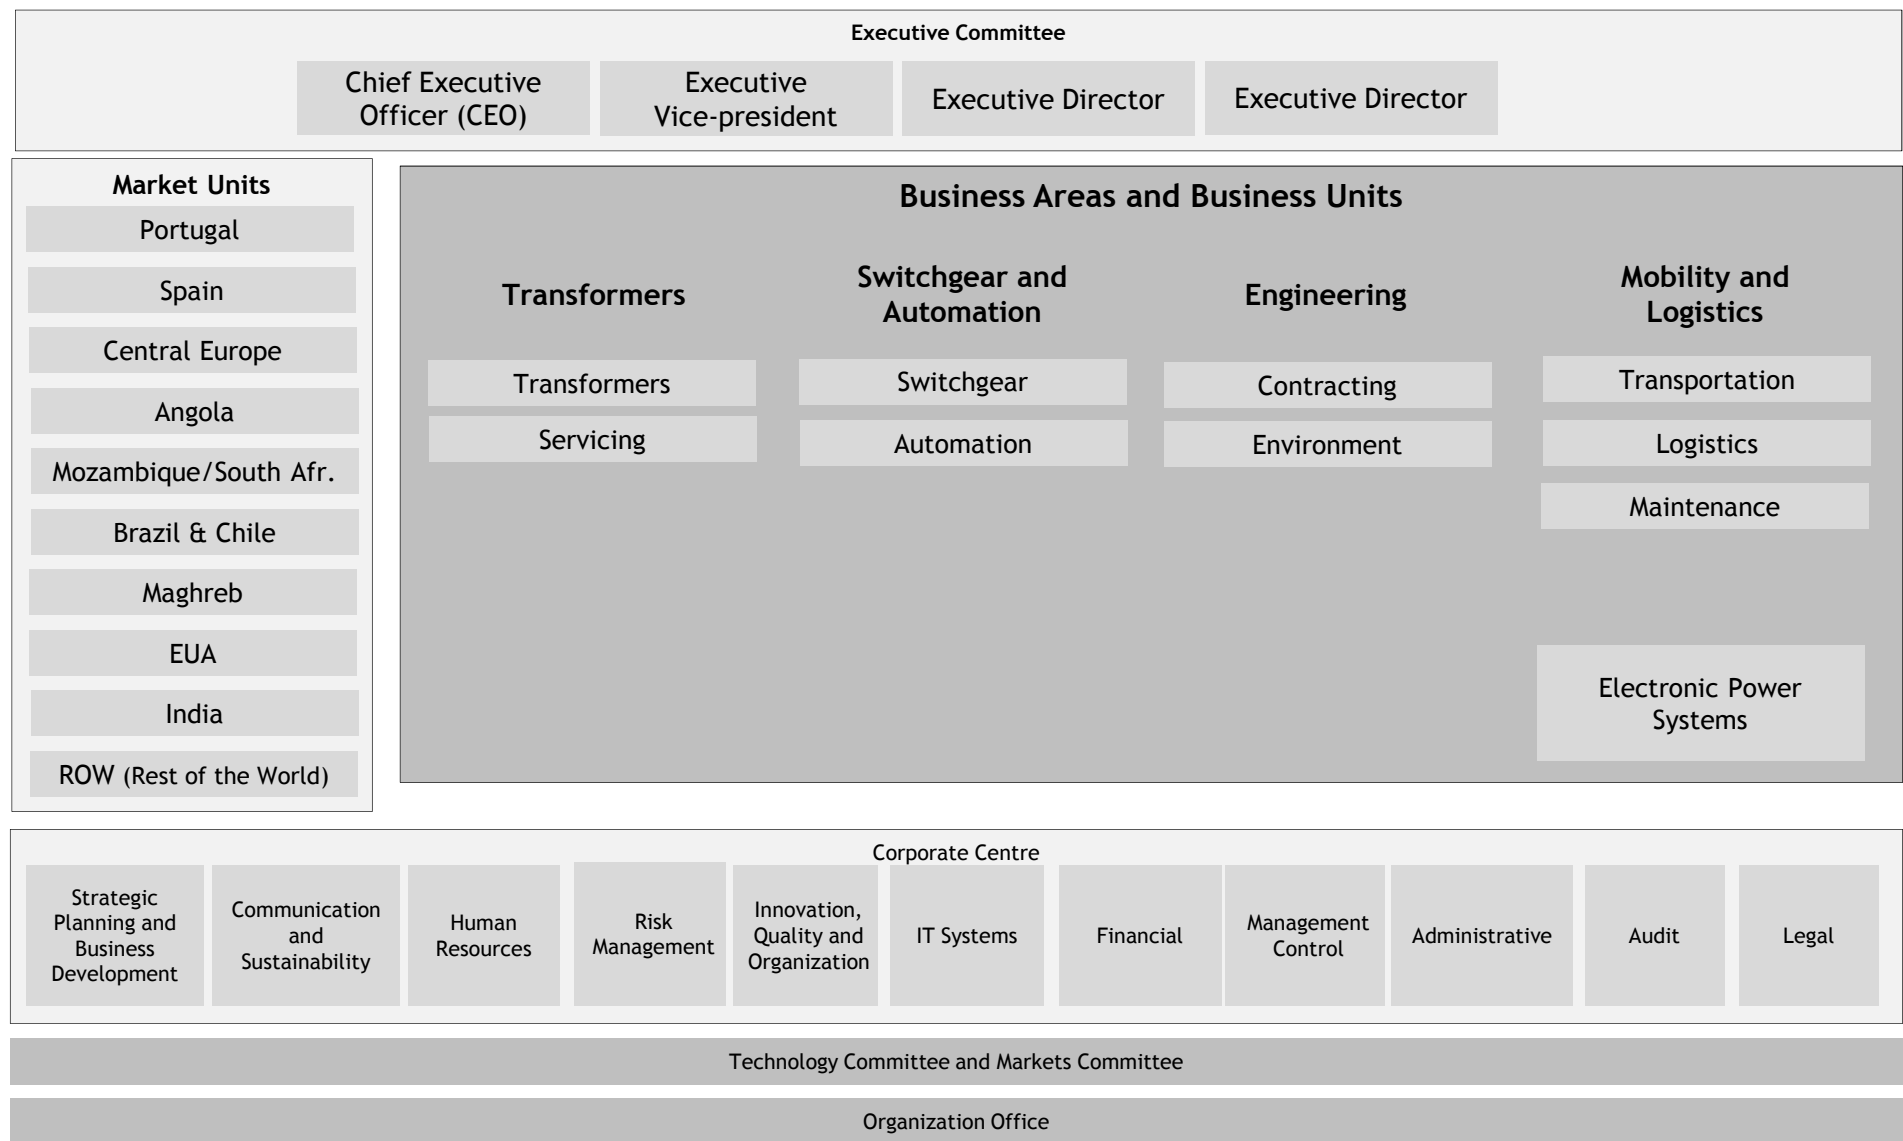 Executive Committee
Chief Executive
Officer (CEO)
Executive
Vice-president
Executive Director
Executive Director
Market Units
Portugal
Spain
Central Europe
Angola
Mozambique/South Afr.
Brazil & Chile
Maghreb
EUA
India
ROW (Rest of the World)
Business Areas and Business Units
Transformers
Transformers
Servicing
Switchgear and
Automation
Switchgear
Automation
Engineering
Contracting
Environment
Mobility and
Logistics
Transportation
Logistics
Maintenance
Electronic Power
Systems
Corporate Centre
Strategic
Planning and
Business
Development
Communication
and
Sustainability
Human
Resources
Risk
Management
Innovation,
Quality and
Organization
IT Systems
Financial
Management
Control
Administrative
Audit
Legal
Technology Committee and Markets Committee
Organization Office